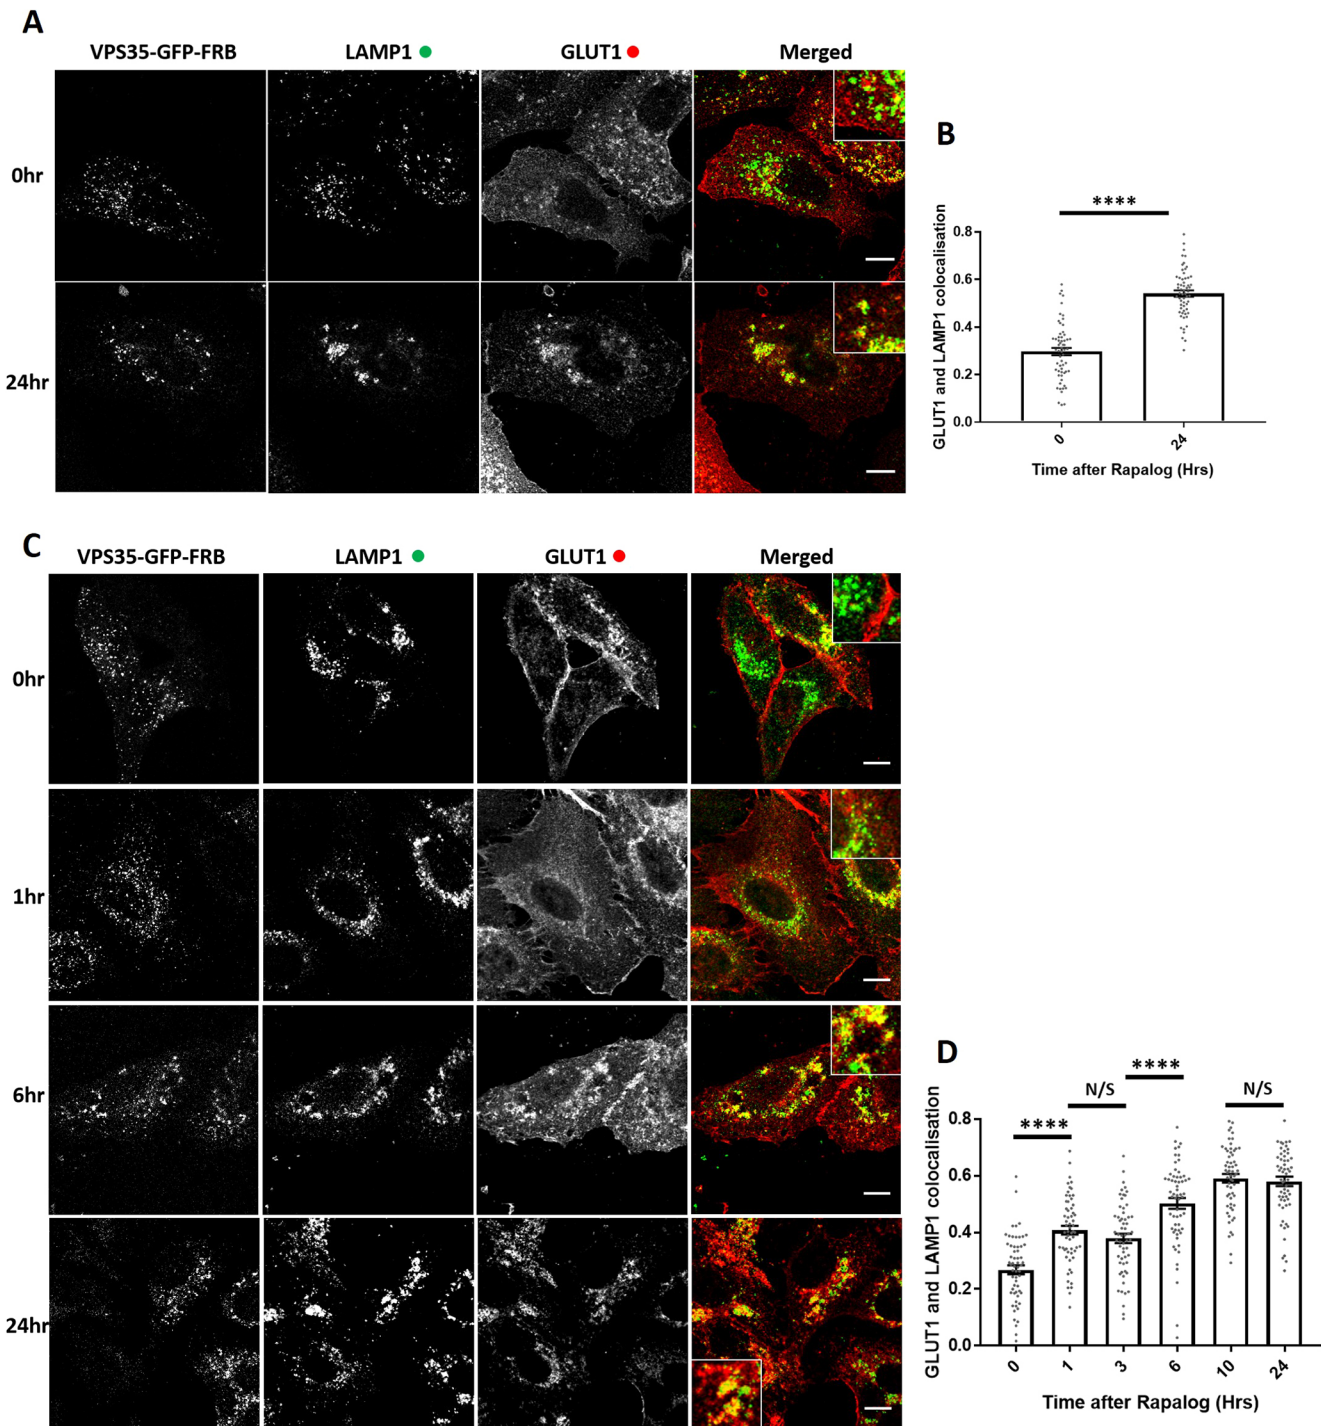 A
VPS35-GFP-FRB LAMP1 GLUT1 Merged
0hr
24hr
B
****
GLUT1 and LAMP1 colocalisation
0.8
0.6
0.4
0.2
0.0
0 24
Time after Rapalog (Hrs)
C
VPS35-GFP-FRB LAMP1 GLUT1 Merged
0hr
1hr
6hr
24hr
D
****
N/S
****
N/S
GLUT1 and LAMP1 colocalisation
0.8
0.6
0.4
0.2
0.0
0 1 3 6 10 24
Time after Rapalog (Hrs)